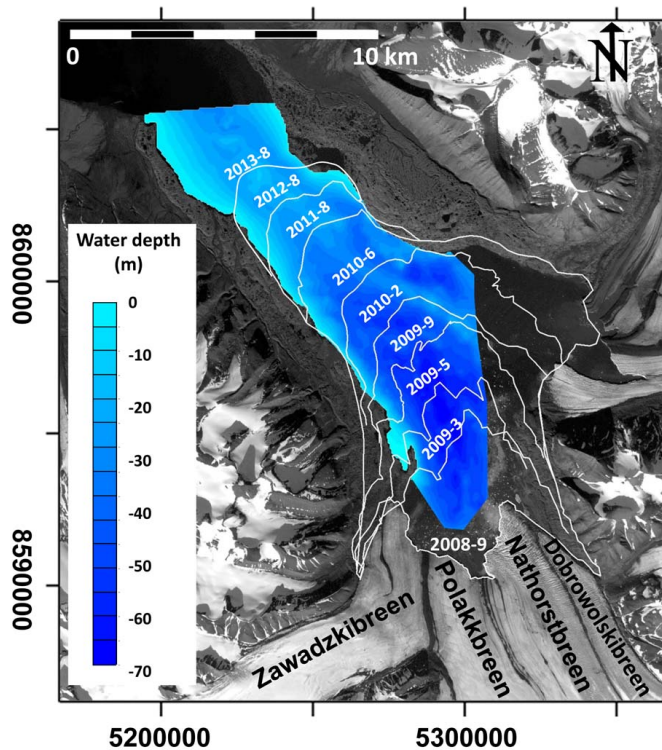 0
10 km
N
2013-8
2012-8
2011-8
2010-6
2010-2
2009-9
2009-5
2009-3
2008-9
Water depth
(m)
0
-10
-20
-30
-40
-50
-60
-70
8600000
8590000
Zawadzkibreen
Polakkbreen
Nathorstbreen
Dobrowolskibreen
5200000
5300000